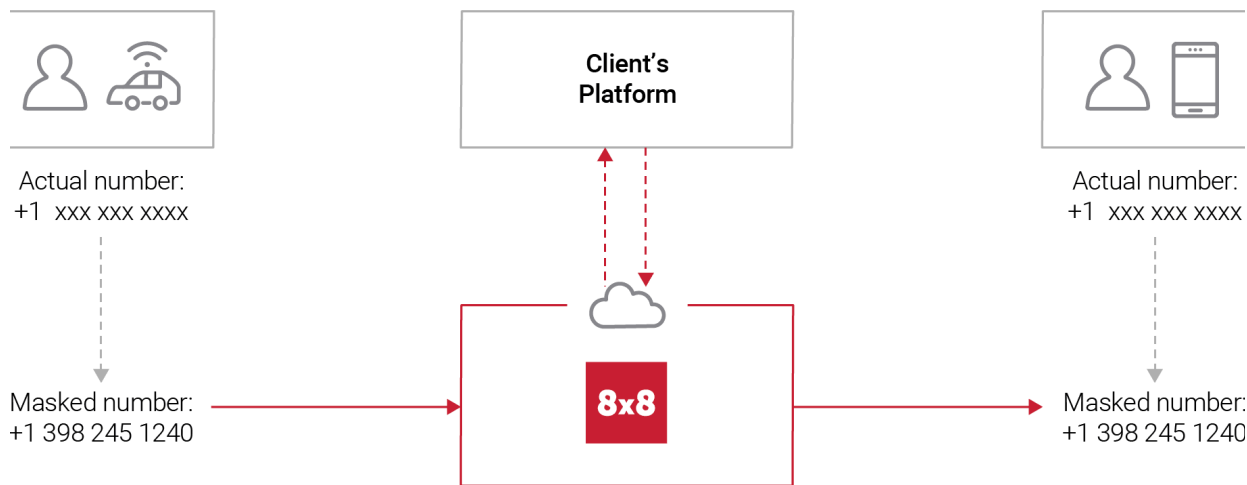 Client's
Platform
Actual number:
+1 xxx xxx xxxx
Actual number:
+1 xxx xxx xxxx
8x8
Masked number:
+1 398 245 1240
Masked number:
+1 398 245 1240